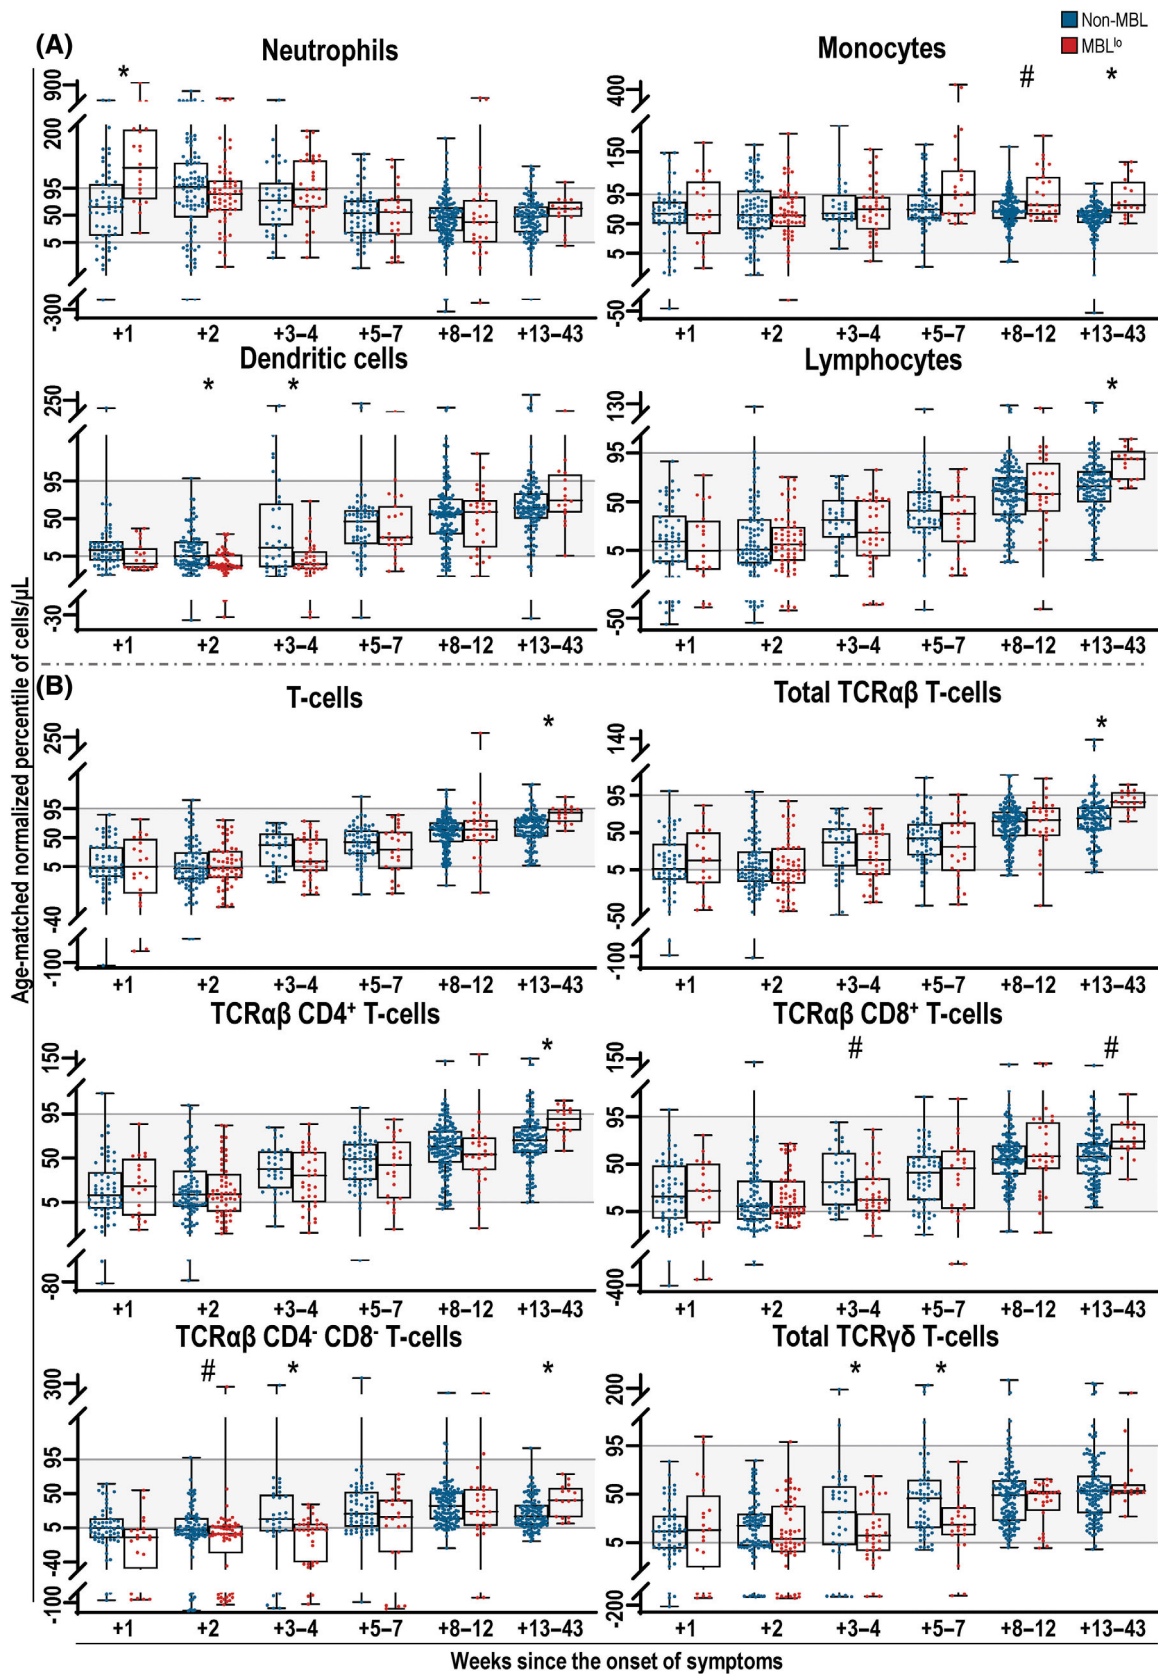 Non-MBL
MBLlo
(A)
Neutrophils
Monocytes
*
#
*
900
200
95
50
5
-300
400
150
95
50
5
-50
+1 +2 +3–4 +5–7 +8–12 +13–43
+1 +2 +3–4 +5–7 +8–12 +13–43
Dendritic cells
Lymphocytes
*
*
*
250
95
50
5
-30
130
95
50
5
-50
+1 +2 +3–4 +5–7 +8–12 +13–43
+1 +2 +3–4 +5–7 +8–12 +13–43
Age-matched normalized percentile of cells/µL
(B)
T-cells
Total TCRαβ T-cells
*
*
250
95
50
5
-40
-100
140
95
50
5
-50
-100
+1 +2 +3–4 +5–7 +8–12 +13–43
+1 +2 +3–4 +5–7 +8–12 +13–43
TCRαβ CD4+ T-cells
TCRαβ CD8+ T-cells
*
#
#
150
95
50
5
-80
150
95
50
5
-400
+1 +2 +3–4 +5–7 +8–12 +13–43
+1 +2 +3–4 +5–7 +8–12 +13–43
TCRαβ CD4- CD8- T-cells
Total TCRγδ T-cells
#
*
*
*
*
300
95
50
5
-40
-100
200
95
50
5
-200
+1 +2 +3–4 +5–7 +8–12 +13–43
+1 +2 +3–4 +5–7 +8–12 +13–43
Weeks since the onset of symptoms